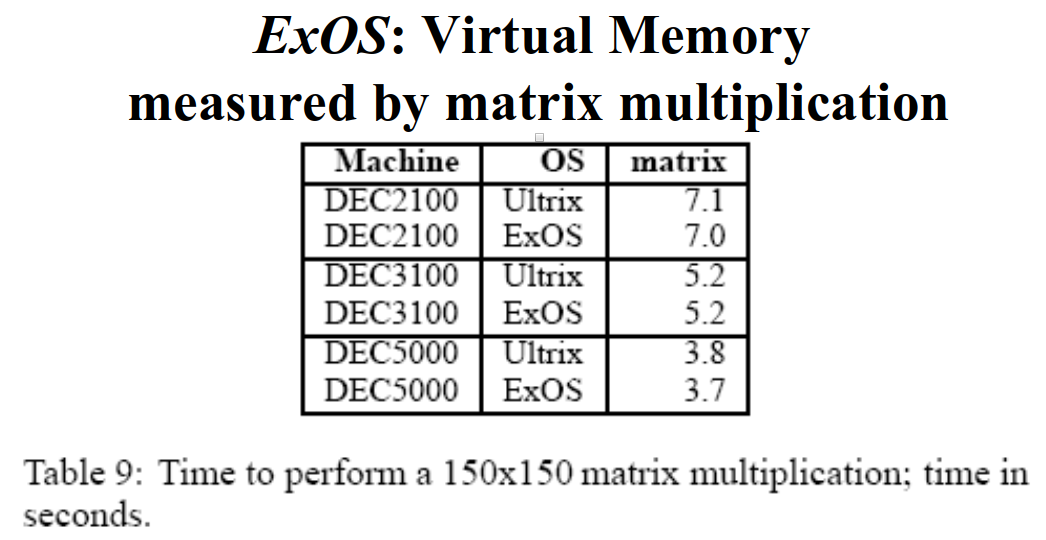 ExOS: Virtual Memory
measured by matrix multiplication
Machine OS matrix
DEC2100 Ultrix 7.1
DEC2100 ExOS 7.0
DEC3100 Ultrix 5.2
DEC3100 ExOS 5.2
DEC5000 Ultrix 3.8
DEC5000 ExOS 3.7
Table 9: Time to perform a 150x150 matrix multiplication; time in
seconds.